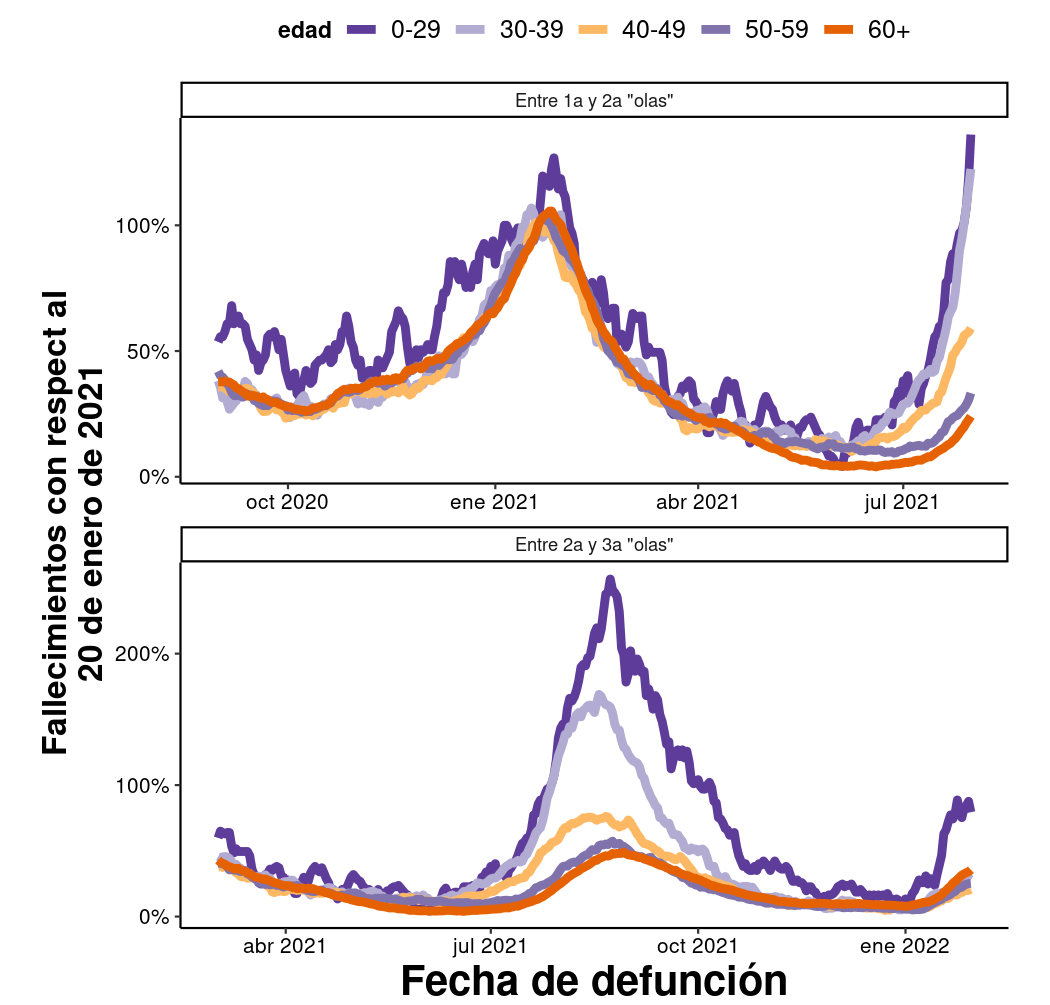 edad 0-29 30-39 40-49 50-59 60+
Entre 1a y 2a "olas"
100%
50%
0%
oct 2020 ene 2021 abr 2021 jul 2021
Fallecimientos con respect al
20 de enero de 2021
Entre 2a y 3a "olas"
200%
100%
0%
abr 2021 jul 2021 oct 2021 ene 2022
Fecha de defunción